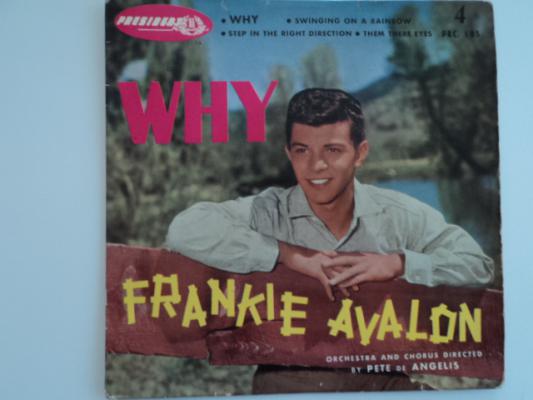 PRESIDENT
• WHY • SWINGING ON A RAINBOW
• STEP IN THE RIGHT DIRECTION • THEM THERE EYES
4
PRC 105
WHY
FRANKIE AVALON
ORCHESTRA AND CHORUS DIRECTED
BY PETE DE ANGELIS